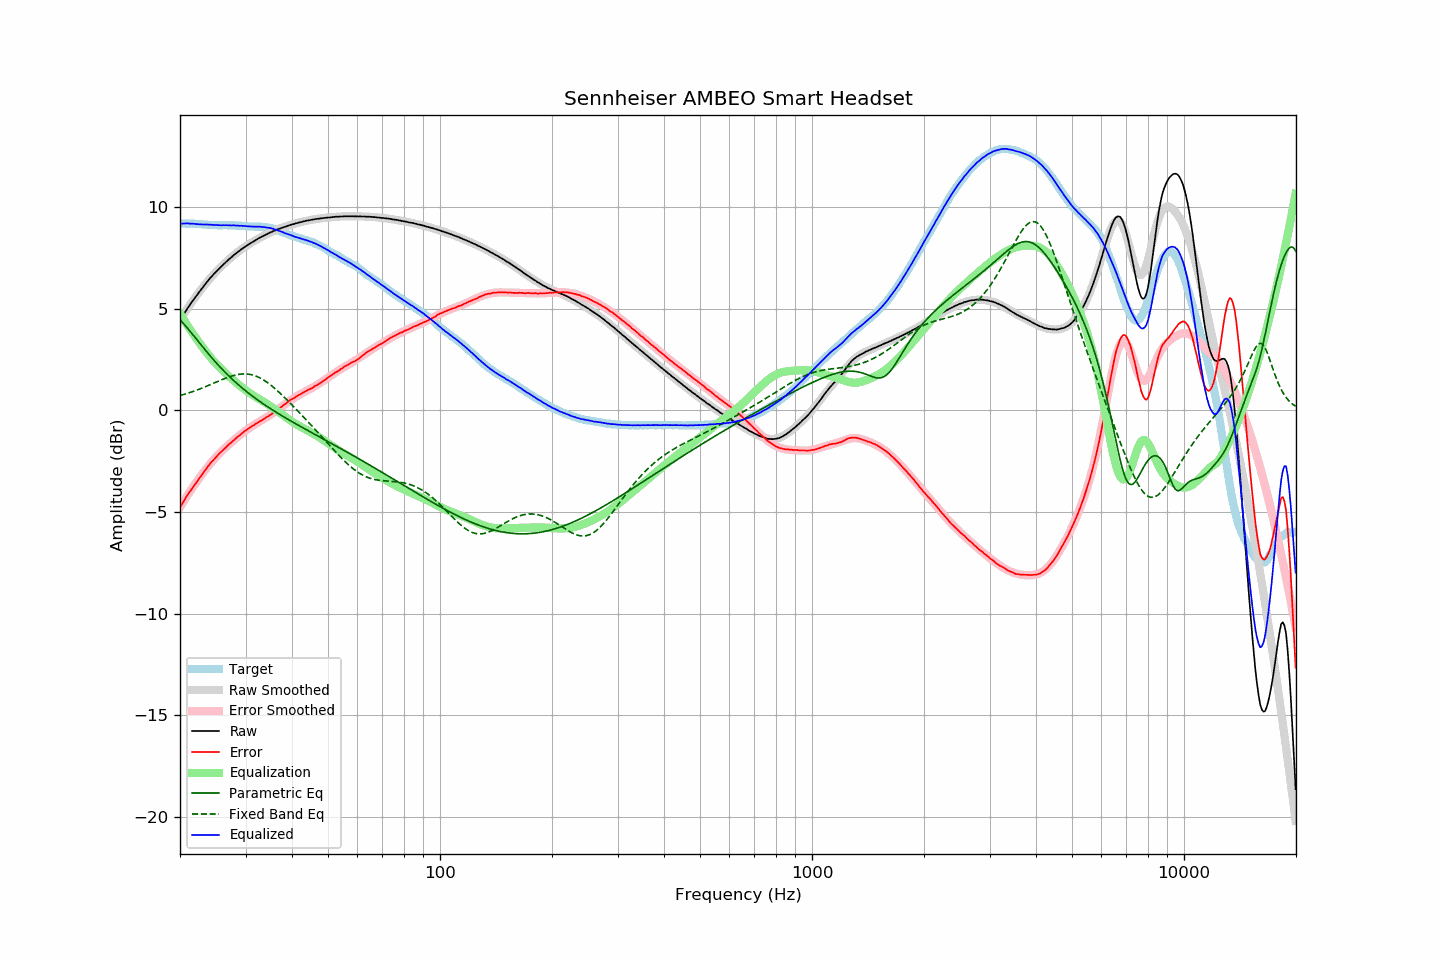 Sennheiser AMBEO Smart Headset
Amplitude (dBr)
10
5
0
−5
−10
−15
−20
Target
Raw Smoothed
Error Smoothed
Raw
Error
Equalization
Parametric Eq
Fixed Band Eq
Equalized
100
1000
10000
Frequency (Hz)